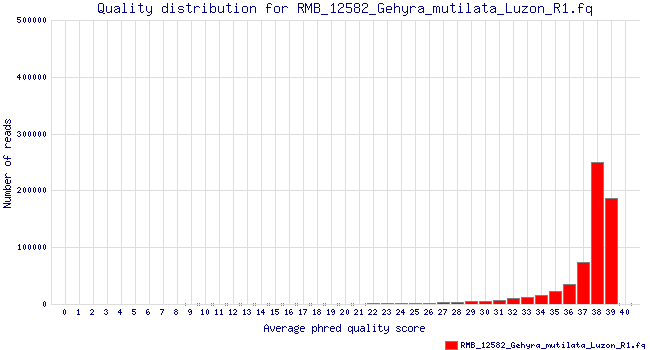 Quality distribution for RMB_12582_Gehyra_mutilata_Luzon_R1.fq
500000
400000
300000
200000
100000
0
Number of reads
0 1 2 3 4 5 6 7 8 9 10 11 12 13 14 15 16 17 18 19 20 21 22 23 24 25 26 27 28 29 30 31 32 33 34 35 36 37 38 39 40
Average phred quality score
RMB_12582_Gehyra_mutilata_Luzon_R1.fq